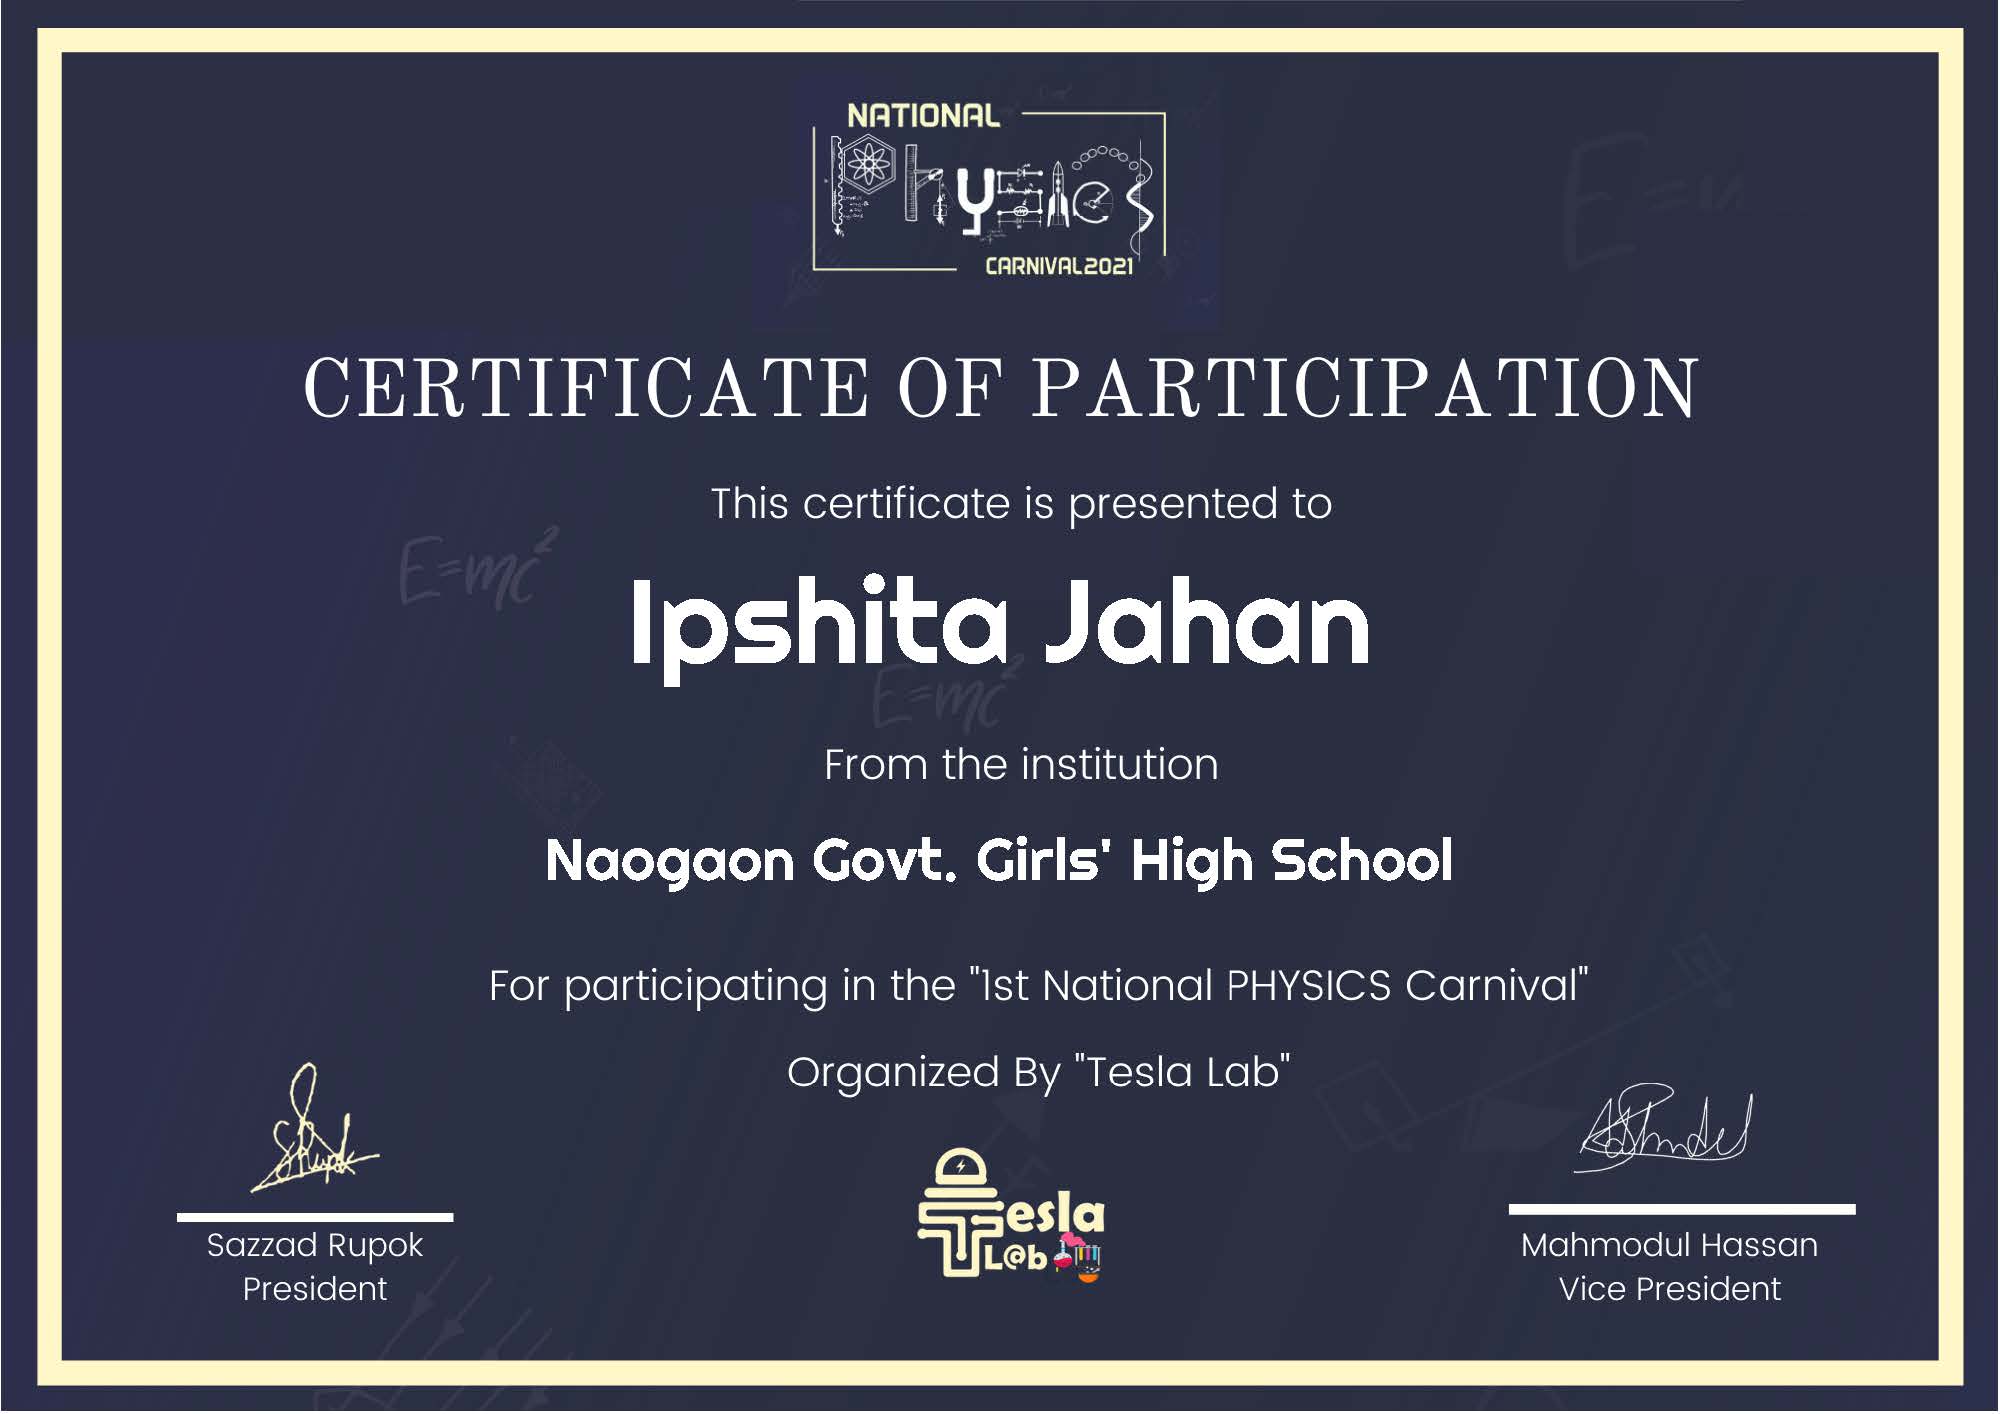 NATIONAL
Physics
CARNIVAL2021
CERTIFICATE OF PARTICIPATION
This certificate is presented to
E=mc²
Ipshita Jahan
E=mc²
From the institution
Naogaon Govt. Girls' High School
For participating in the "1st National PHYSICS Carnival"
Organized By "Tesla Lab"
Tesla
L@b
Sazzad Rupok
President
Mahmodul Hassan
Vice President